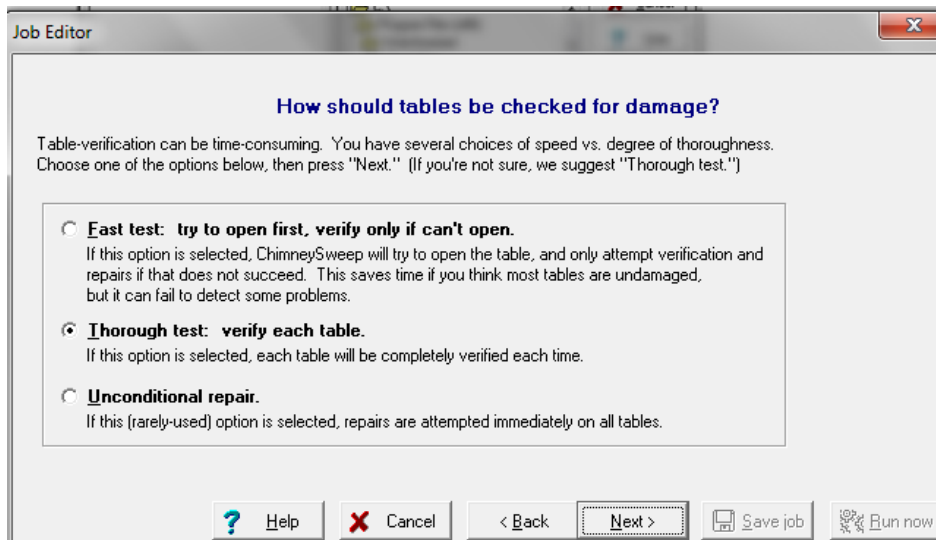 Job Editor
How should tables be checked for damage?
Table-verification can be time-consuming. You have several choices of speed vs. degree of thoroughness.
Choose one of the options below, then press "Next." (If you're not sure, we suggest "Thorough test.")
Fast test: try to open first, verify only if can't open.
If this option is selected, ChimneySweep will try to open the table, and only attempt verification and
repairs if that does not succeed. This saves time if you think most tables are undamaged,
but it can fail to detect some problems.
Thorough test: verify each table.
If this option is selected, each table will be completely verified each time.
Unconditional repair.
If this (rarely-used) option is selected, repairs are attempted immediately on all tables.
Help Cancel < Back Next > Save job Run now